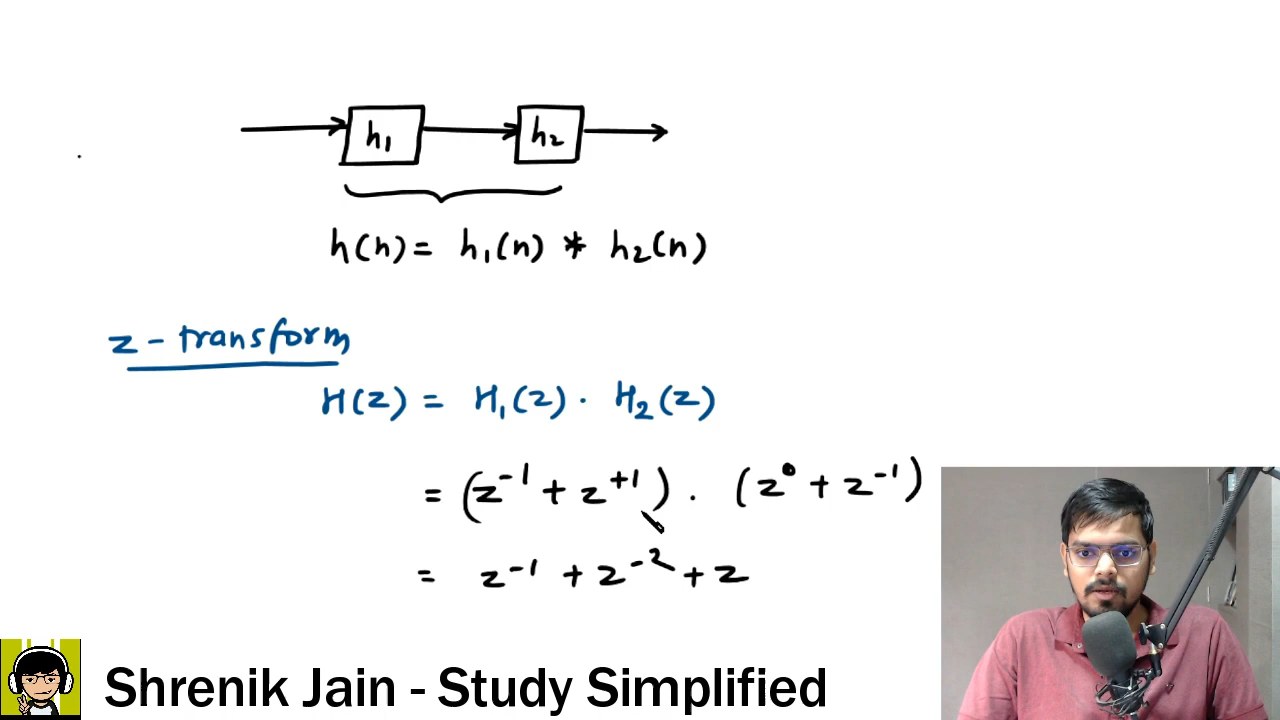 h₁ h₂
h(n) = h₁(n) * h₂(n)
z - transform
H(z) = H₁(z) · H₂(z)
= (z⁻¹ + z⁺¹) · (z⁰ + z⁻¹)
= z⁻¹ + z⁻² + z
Shrenik Jain - Study Simplified